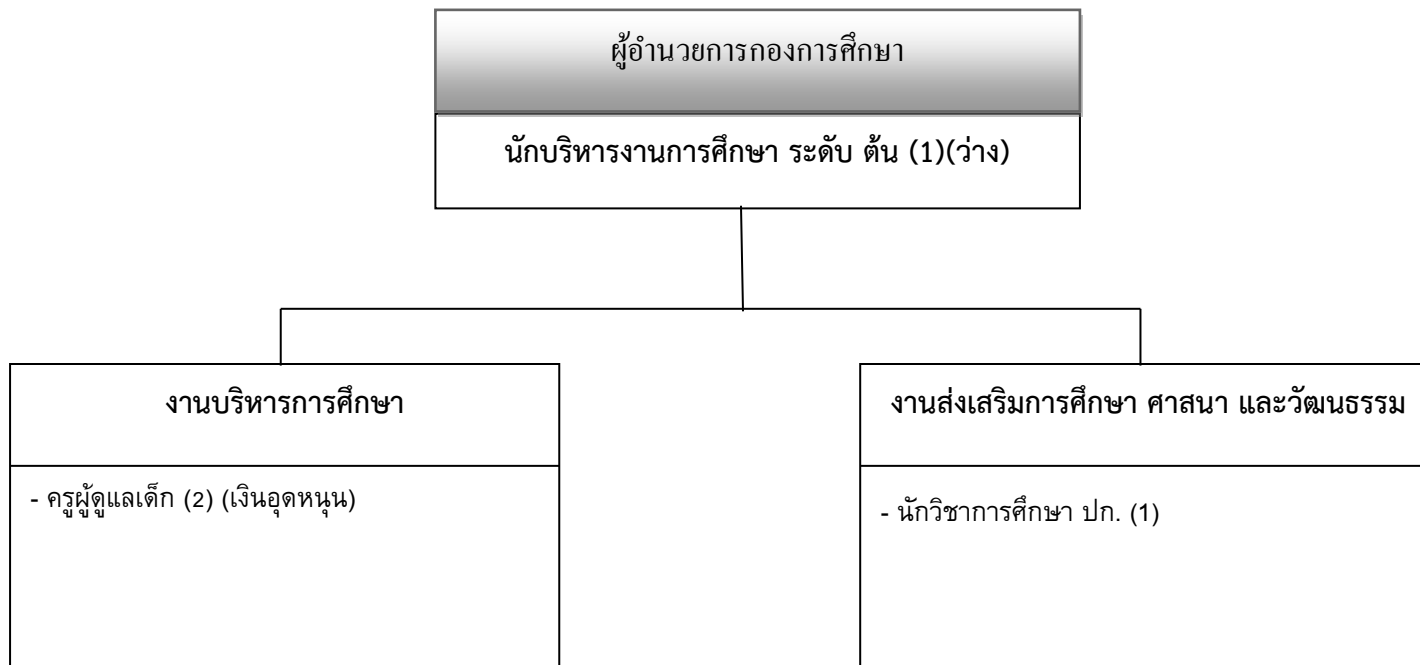 ผู้อำนวยการกองการศึกษา
นักบริหารงานการศึกษา ระดับ ต้น (1)(ว่าง)
งานบริหารการศึกษา
- ครูผู้ดูแลเด็ก (2) (เงินอุดหนุน)
งานส่งเสริมการศึกษา ศาสนา และวัฒนธรรม
- นักวิชาการศึกษา ปก. (1)